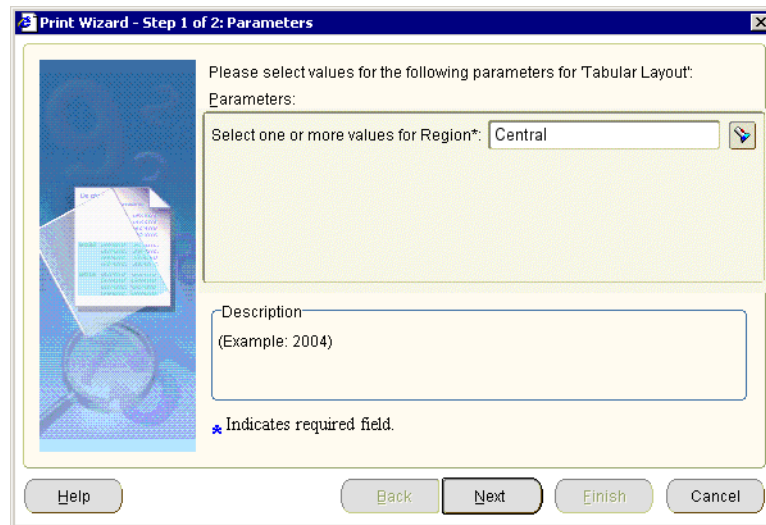 Print Wizard - Step 1 of 2: Parameters
Please select values for the following parameters for 'Tabular Layout':
Parameters:
Select one or more values for Region*: Central
Description
(Example: 2004)
* Indicates required field.
Help Back Next Finish Cancel